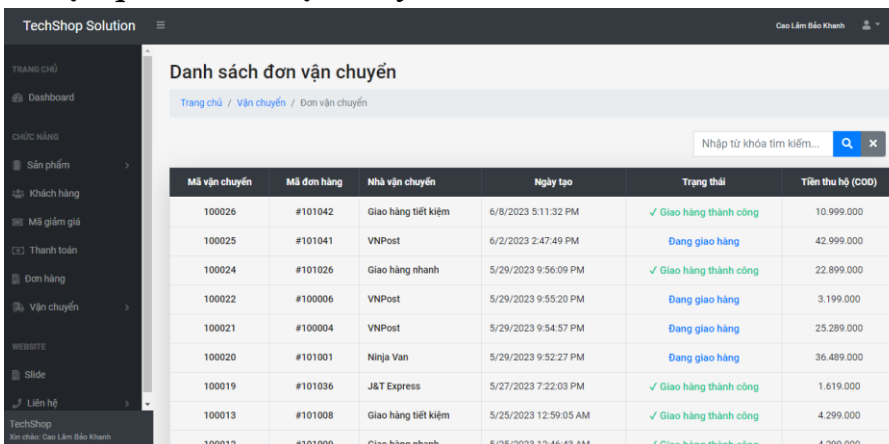 TechShop Solution
Cao Lâm Bảo Khanh
TRANG CHỦ
Dashboard
CHỨC NĂNG
Sản phẩm
Khách hàng
Mã giảm giá
Thanh toán
Đơn hàng
Vận chuyển
WEBSITE
Slide
Liên hệ
TechShop
Xin chào: Cao Lâm Bảo Khanh
Danh sách đơn vận chuyển
Trang chủ / Vận chuyển / Đơn vận chuyển
Nhập từ khóa tìm kiếm...
Mã vận chuyển Mã đơn hàng Nhà vận chuyển Ngày tạo Trạng thái Tiền thu hộ (COD)
100026 #101042 Giao hàng tiết kiệm 6/8/2023 5:11:32 PM ✓ Giao hàng thành công 10.999.000
100025 #101041 VNPost 6/2/2023 2:47:49 PM Đang giao hàng 42.999.000
100024 #101026 Giao hàng nhanh 5/29/2023 9:56:09 PM ✓ Giao hàng thành công 22.899.000
100022 #100006 VNPost 5/29/2023 9:55:20 PM Đang giao hàng 3.199.000
100021 #100004 VNPost 5/29/2023 9:54:57 PM Đang giao hàng 25.289.000
100020 #101001 Ninja Van 5/29/2023 9:52:27 PM Đang giao hàng 36.489.000
100019 #101036 J&T Express 5/27/2023 7:22:03 PM ✓ Giao hàng thành công 1.619.000
100013 #101008 Giao hàng tiết kiệm 5/25/2023 12:59:05 AM ✓ Giao hàng thành công 4.299.000